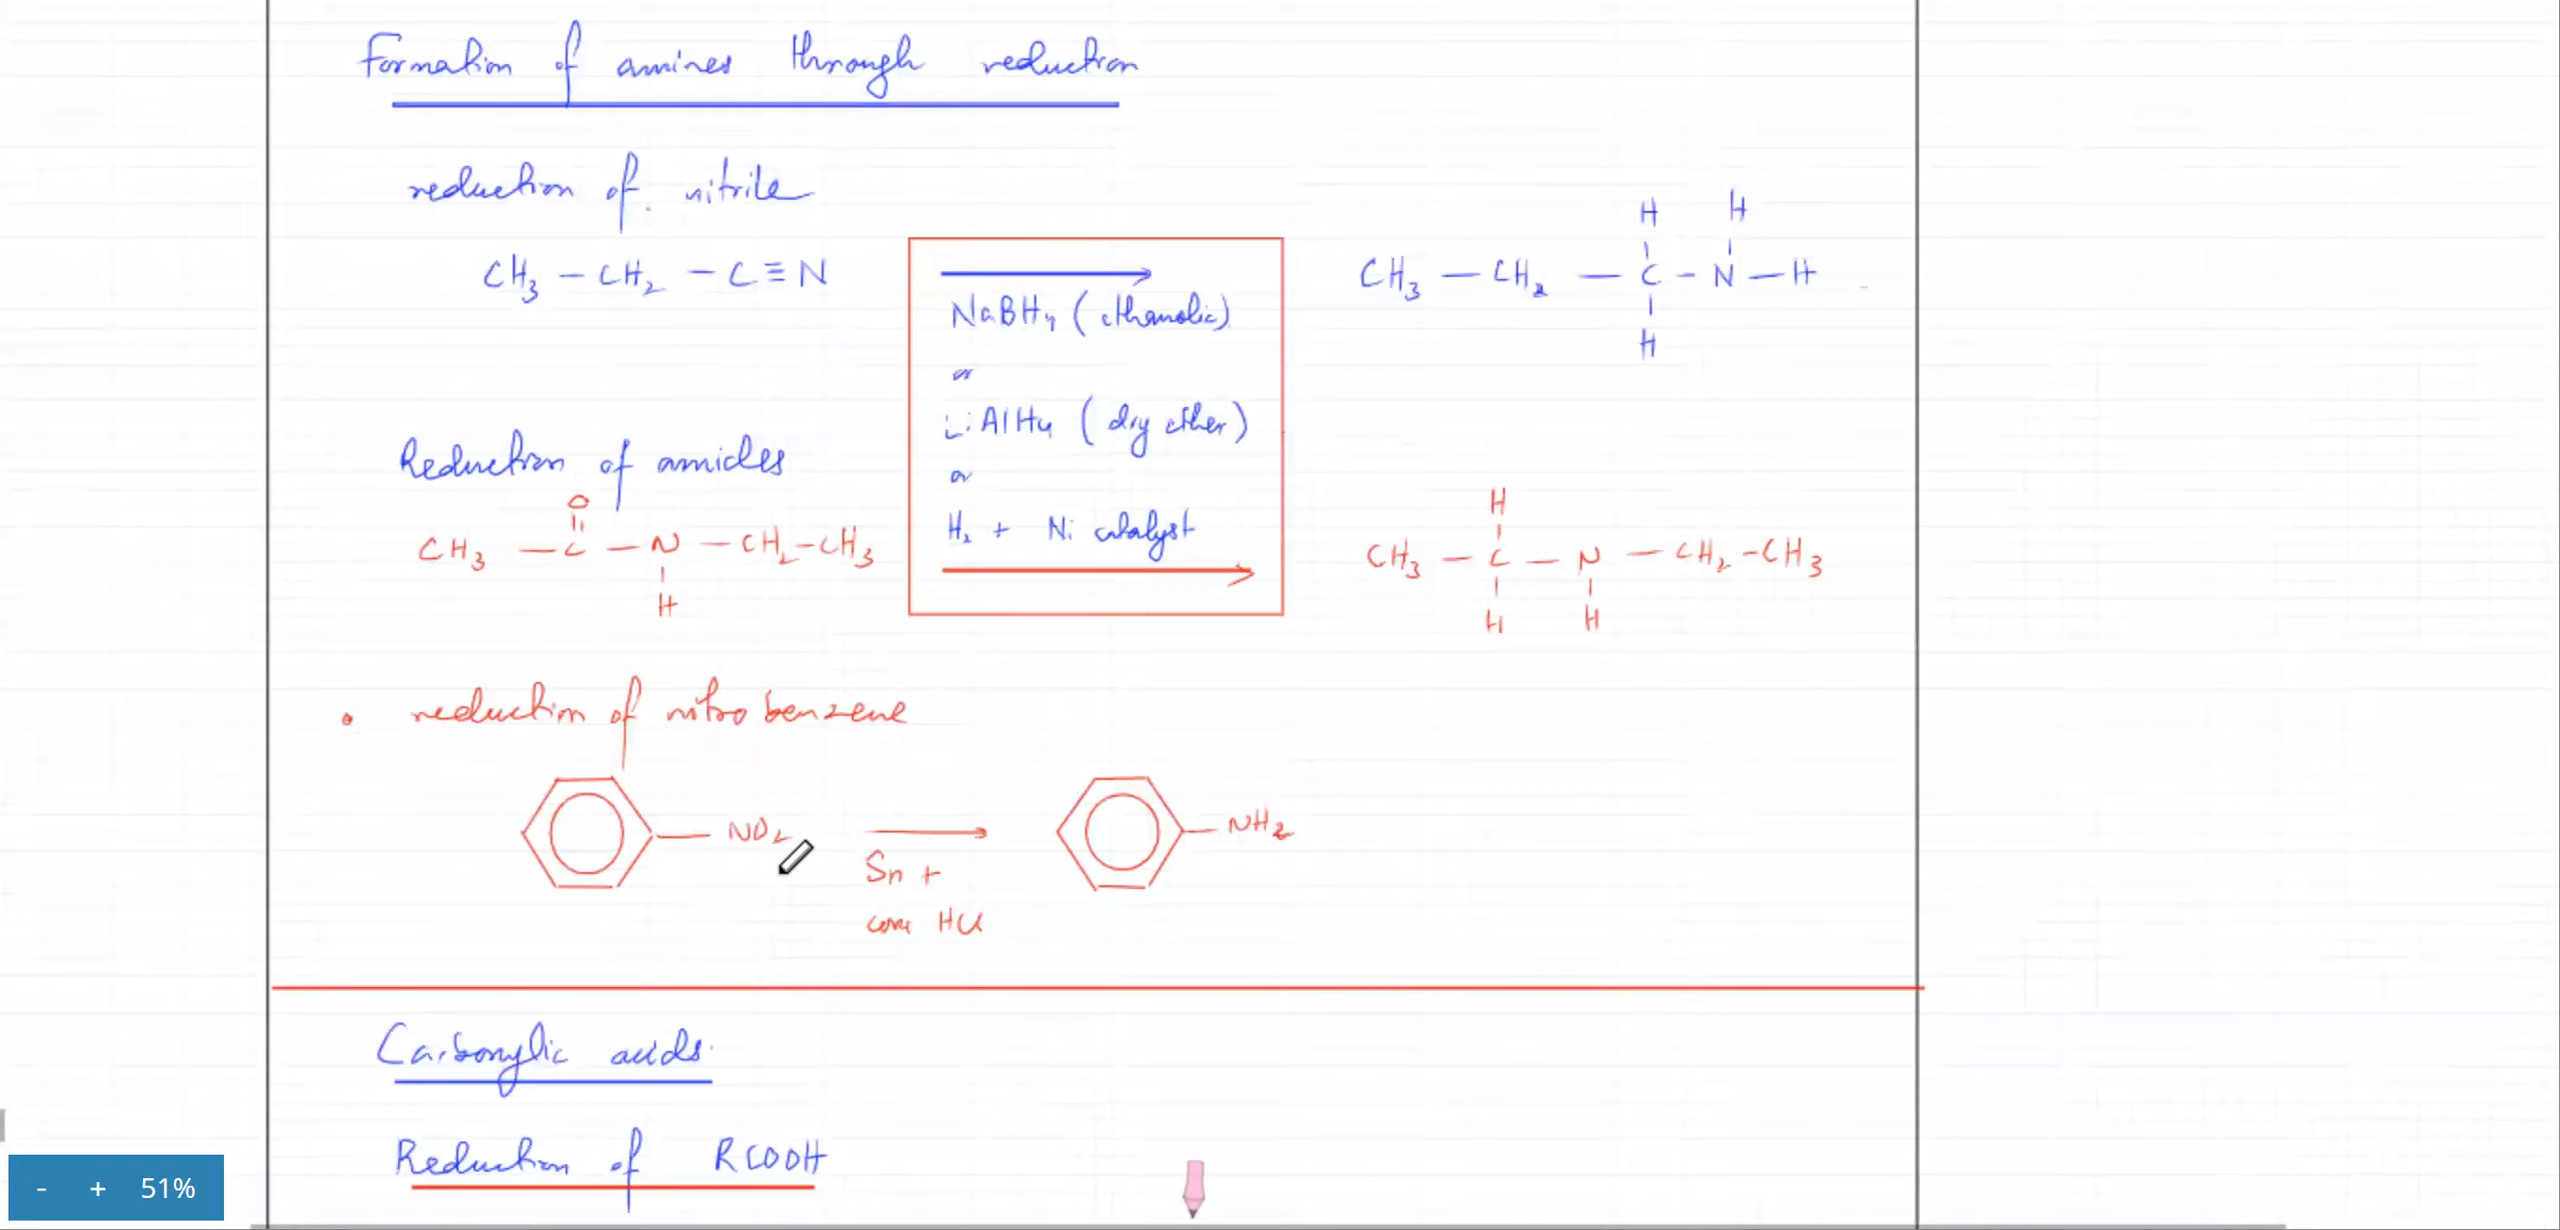 Formation of amines through reduction
reduction of nitrile
CH3 – CH2 – C≡N
NaBH4 (ethanolic)
or
LiAlH4 (dry ether)
or
H2 + Ni catalyst
H H
CH3 – CH2 – C – N – H
H
Reduction of amides
O
CH3 – C – N – CH2–CH3
H
H
CH3 – C – N – CH2–CH3
H H
• reduction of nitrobenzene
NO2
Sn +
conc HCl
NH2
Carboxylic acids
Reduction of RCOOH
- + 51%